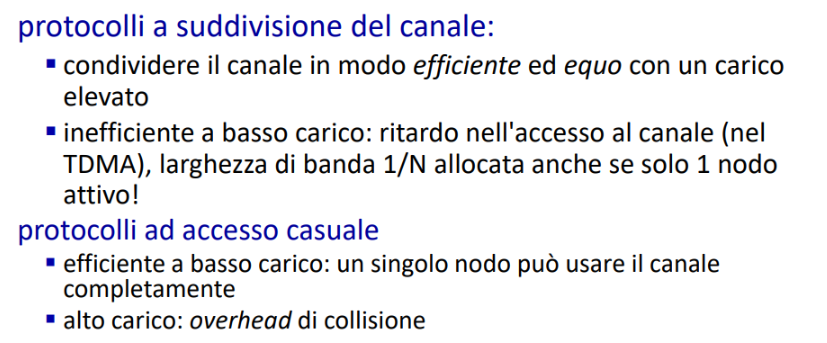 protocolli a suddivisione del canale:
▪ condividere il canale in modo efficiente ed equo con un carico
elevato
▪ inefficiente a basso carico: ritardo nell'accesso al canale (nel
TDMA), larghezza di banda 1/N allocata anche se solo 1 nodo
attivo!
protocolli ad accesso casuale
▪ efficiente a basso carico: un singolo nodo può usare il canale
completamente
▪ alto carico: overhead di collisione